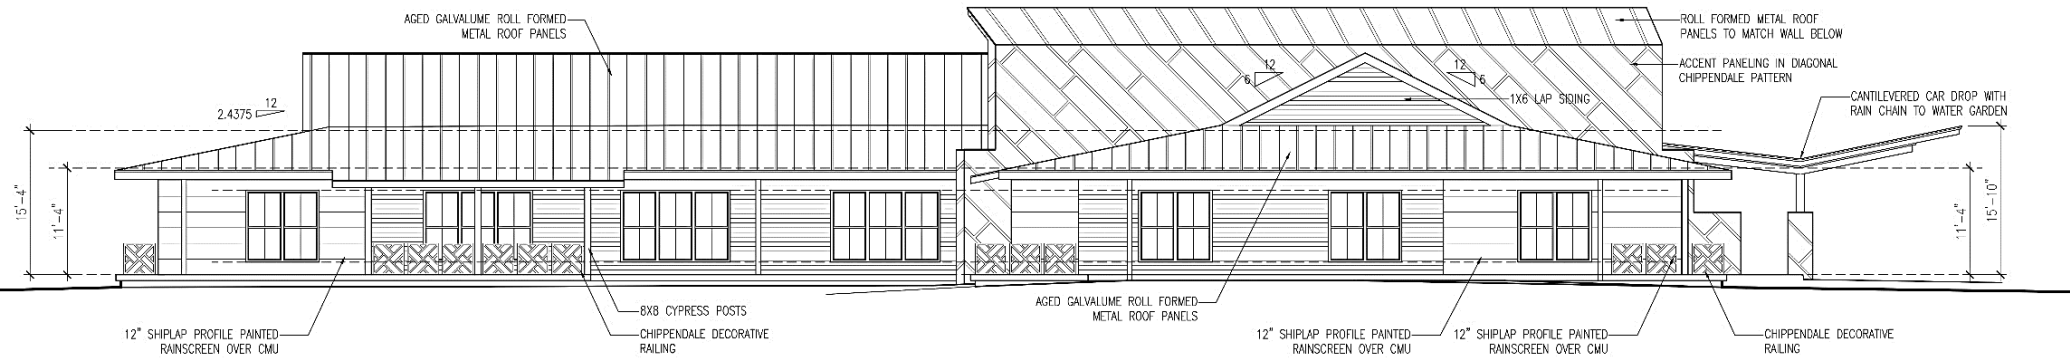 AGED GALVALUME ROLL FORMED
METAL ROOF PANELS
ROLL FORMED METAL ROOF
PANELS TO MATCH WALL BELOW
ACCENT PANELING IN DIAGONAL
CHIPPENDALE PATTERN
12
6
12
6
1X6 LAP SIDING
CANTILEVERED CAR DROP WITH
RAIN CHAIN TO WATER GARDEN
12
2.4375
15'-4"
11'-4"
11'-4"
15'-10"
8X8 CYPRESS POSTS
AGED GALVALUME ROLL FORMED
METAL ROOF PANELS
12" SHIPLAP PROFILE PAINTED
RAINSCREEN OVER CMU
CHIPPENDALE DECORATIVE
RAILING
12" SHIPLAP PROFILE PAINTED
RAINSCREEN OVER CMU
12" SHIPLAP PROFILE PAINTED
RAINSCREEN OVER CMU
CHIPPENDALE DECORATIVE
RAILING